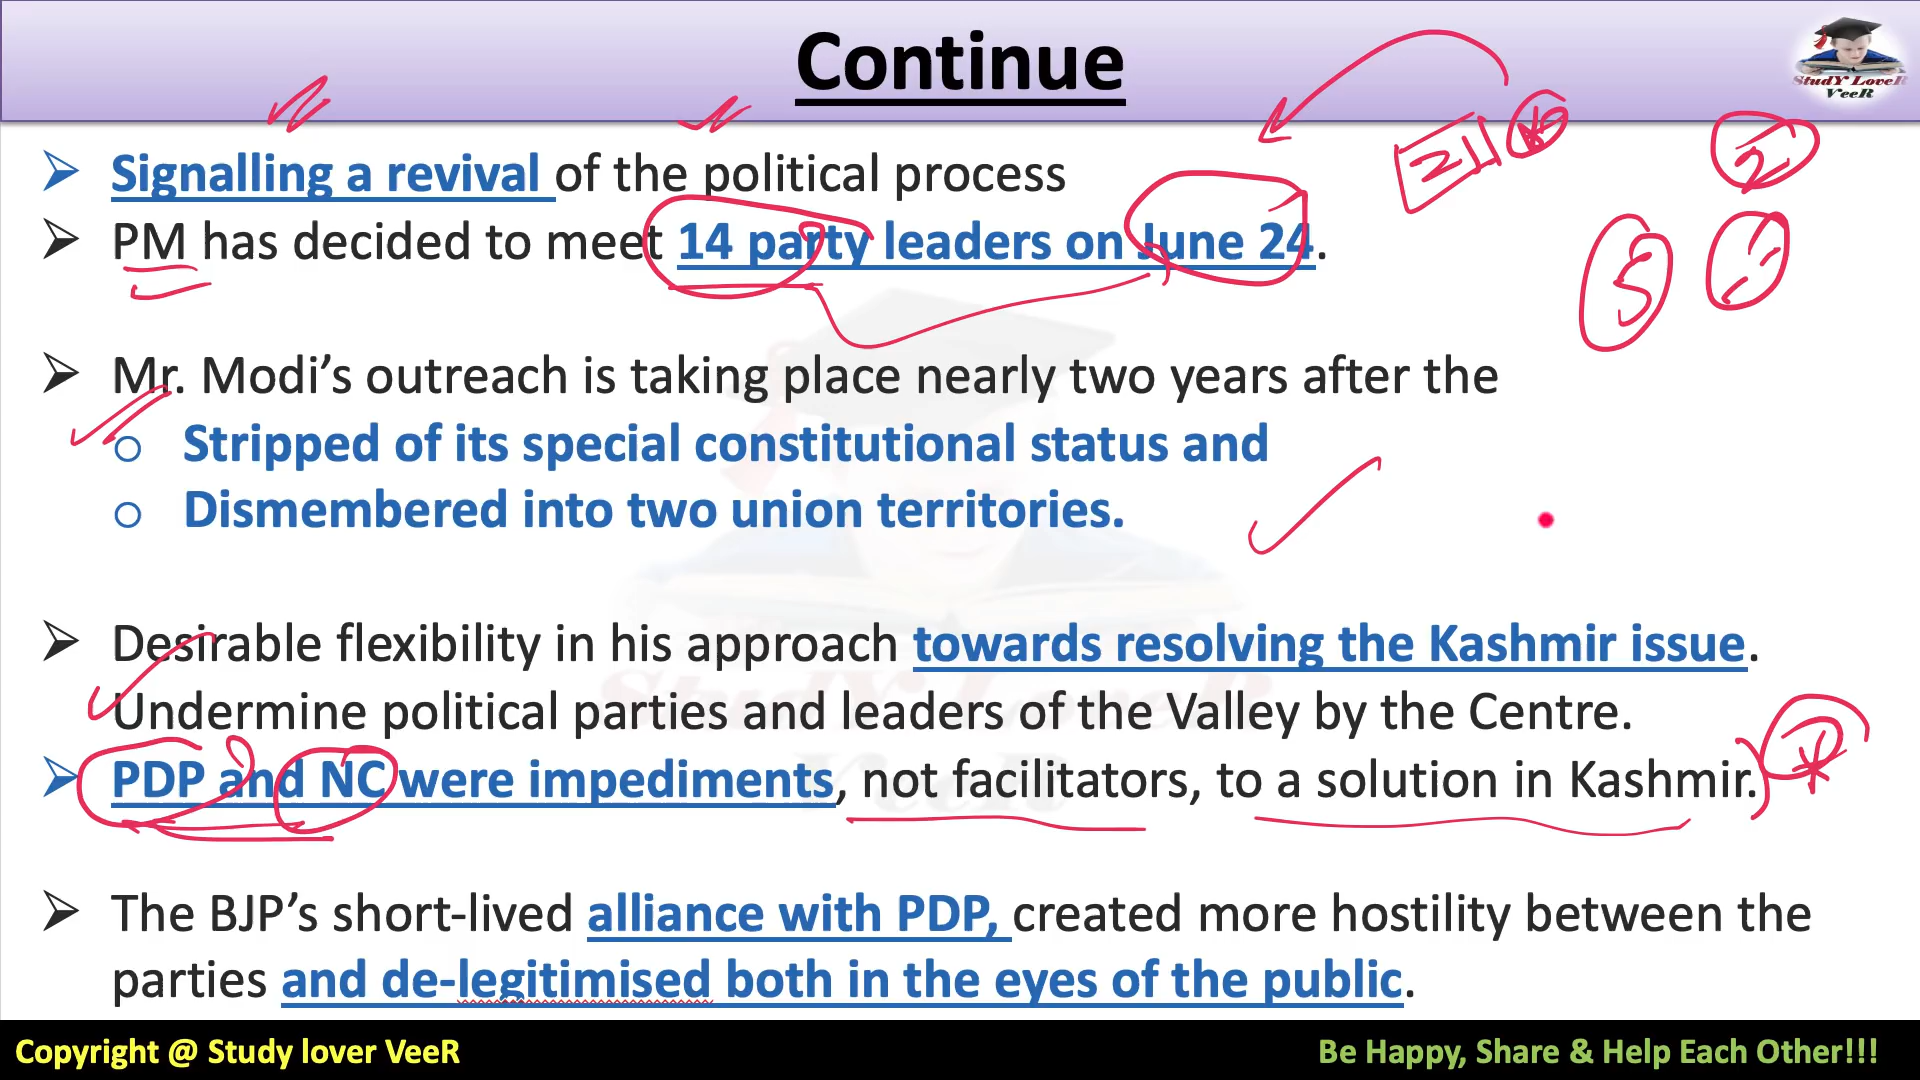 Continue
StudY LoveR
VeeR
Signalling a revival of the political process
PM has decided to meet 14 party leaders on June 24.
Mr. Modi’s outreach is taking place nearly two years after the
Stripped of its special constitutional status and
Dismembered into two union territories.
Desirable flexibility in his approach towards resolving the Kashmir issue.
Undermine political parties and leaders of the Valley by the Centre.
PDP and NC were impediments, not facilitators, to a solution in Kashmir.
The BJP’s short-lived alliance with PDP, created more hostility between the
parties and de-legitimised both in the eyes of the public.
StudY LoveR
VeeR
Copyright @ Study lover VeeR
Be Happy, Share & Help Each Other!!!